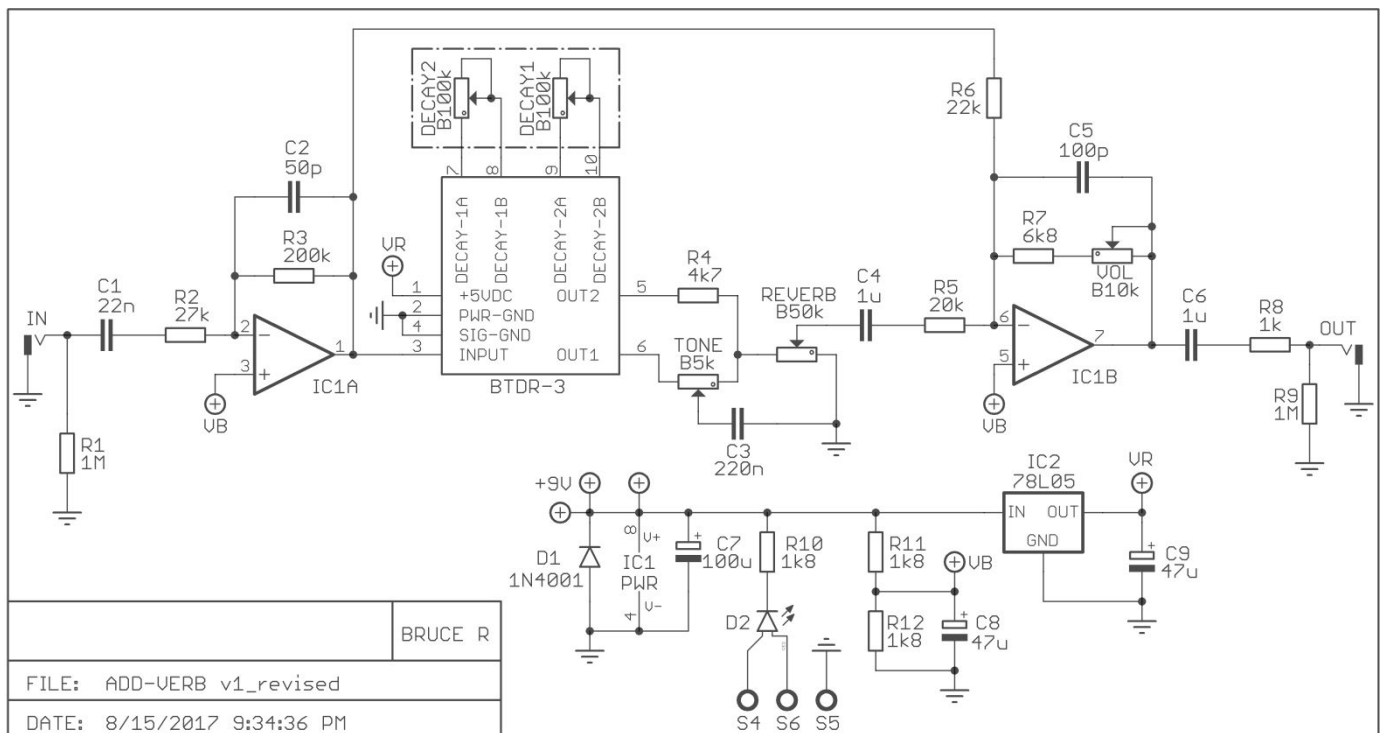 DECAY2
B100k
DECAY1
B100k
R6
22k
C2
50p
C5
100p
7
8
9
10
DECAY-1A
DECAY-1B
DECAY-2A
DECAY-2B
R3
200k
VR
R4
4k7
R7
6k8
VOL
B10k
C1
22n
R2
27k
1
+5VDC
OUT2
5
REVERB
B50k
C4
1u
R5
20k
C6
1u
R8
1k
2
PWR-GND
4
SIG-GND
IN
2
-
1
3
INPUT
OUT1
6
TONE
B5k
6
-
7
OUT
3
+
IC1A
BTDR-3
5
+
IC1B
VB
VB
R9
1M
R1
1M
C3
220n
IC2
78L05
VR
+9V
IN
OUT
GND
8
V+
D1
1N4001
IC1
PWR
C7
+
100u
R10
1k8
R11
1k8
VB
+
C9
47u
4
V-
D2
R12
1k8
+
C8
47u
S4
S6
S5
BRUCE R
FILE: ADD-VERB v1_revised
DATE: 8/15/2017 9:34:36 PM